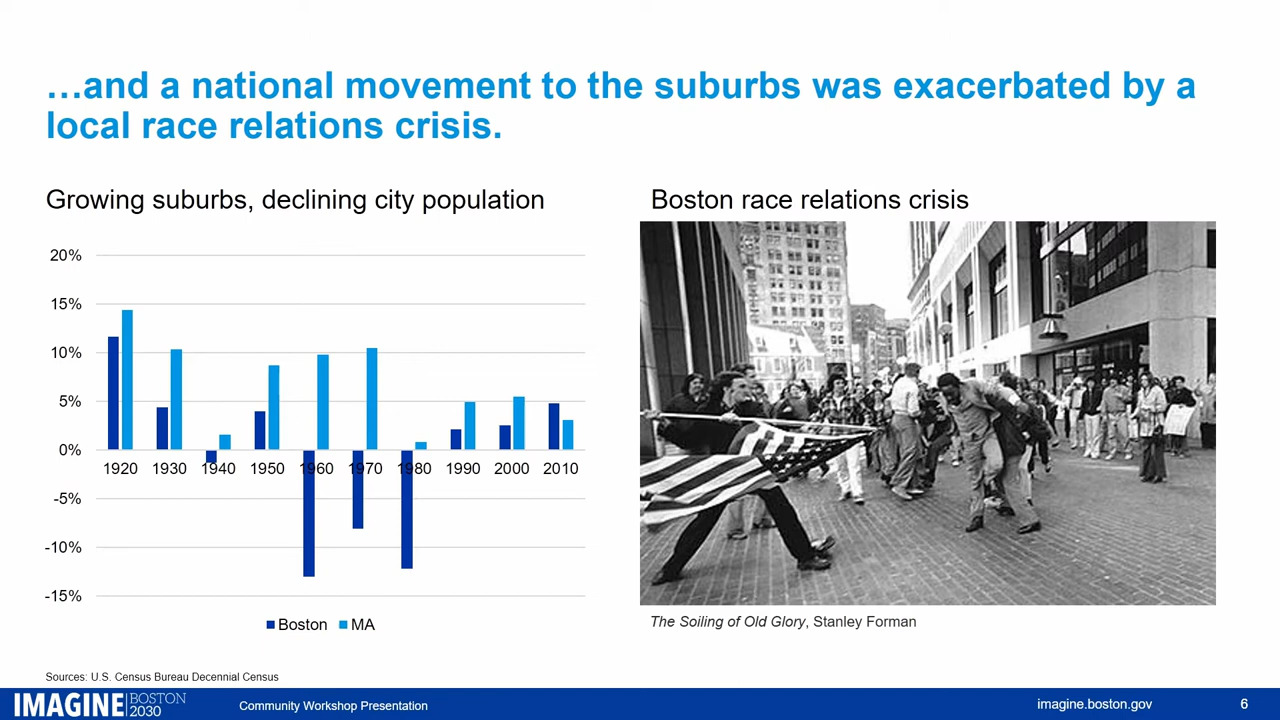 …and a national movement to the suburbs was exacerbated by a
local race relations crisis.
Growing suburbs, declining city population
20%
15%
10%
5%
0%
-5%
-10%
-15%
1920 1930 1940 1950 1960 1970 1980 1990 2000 2010
Boston MA
Boston race relations crisis
The Soiling of Old Glory, Stanley Forman
Sources: U.S. Census Bureau Decennial Census
IMAGINE BOSTON
2030
Community Workshop Presentation
imagine.boston.gov
6